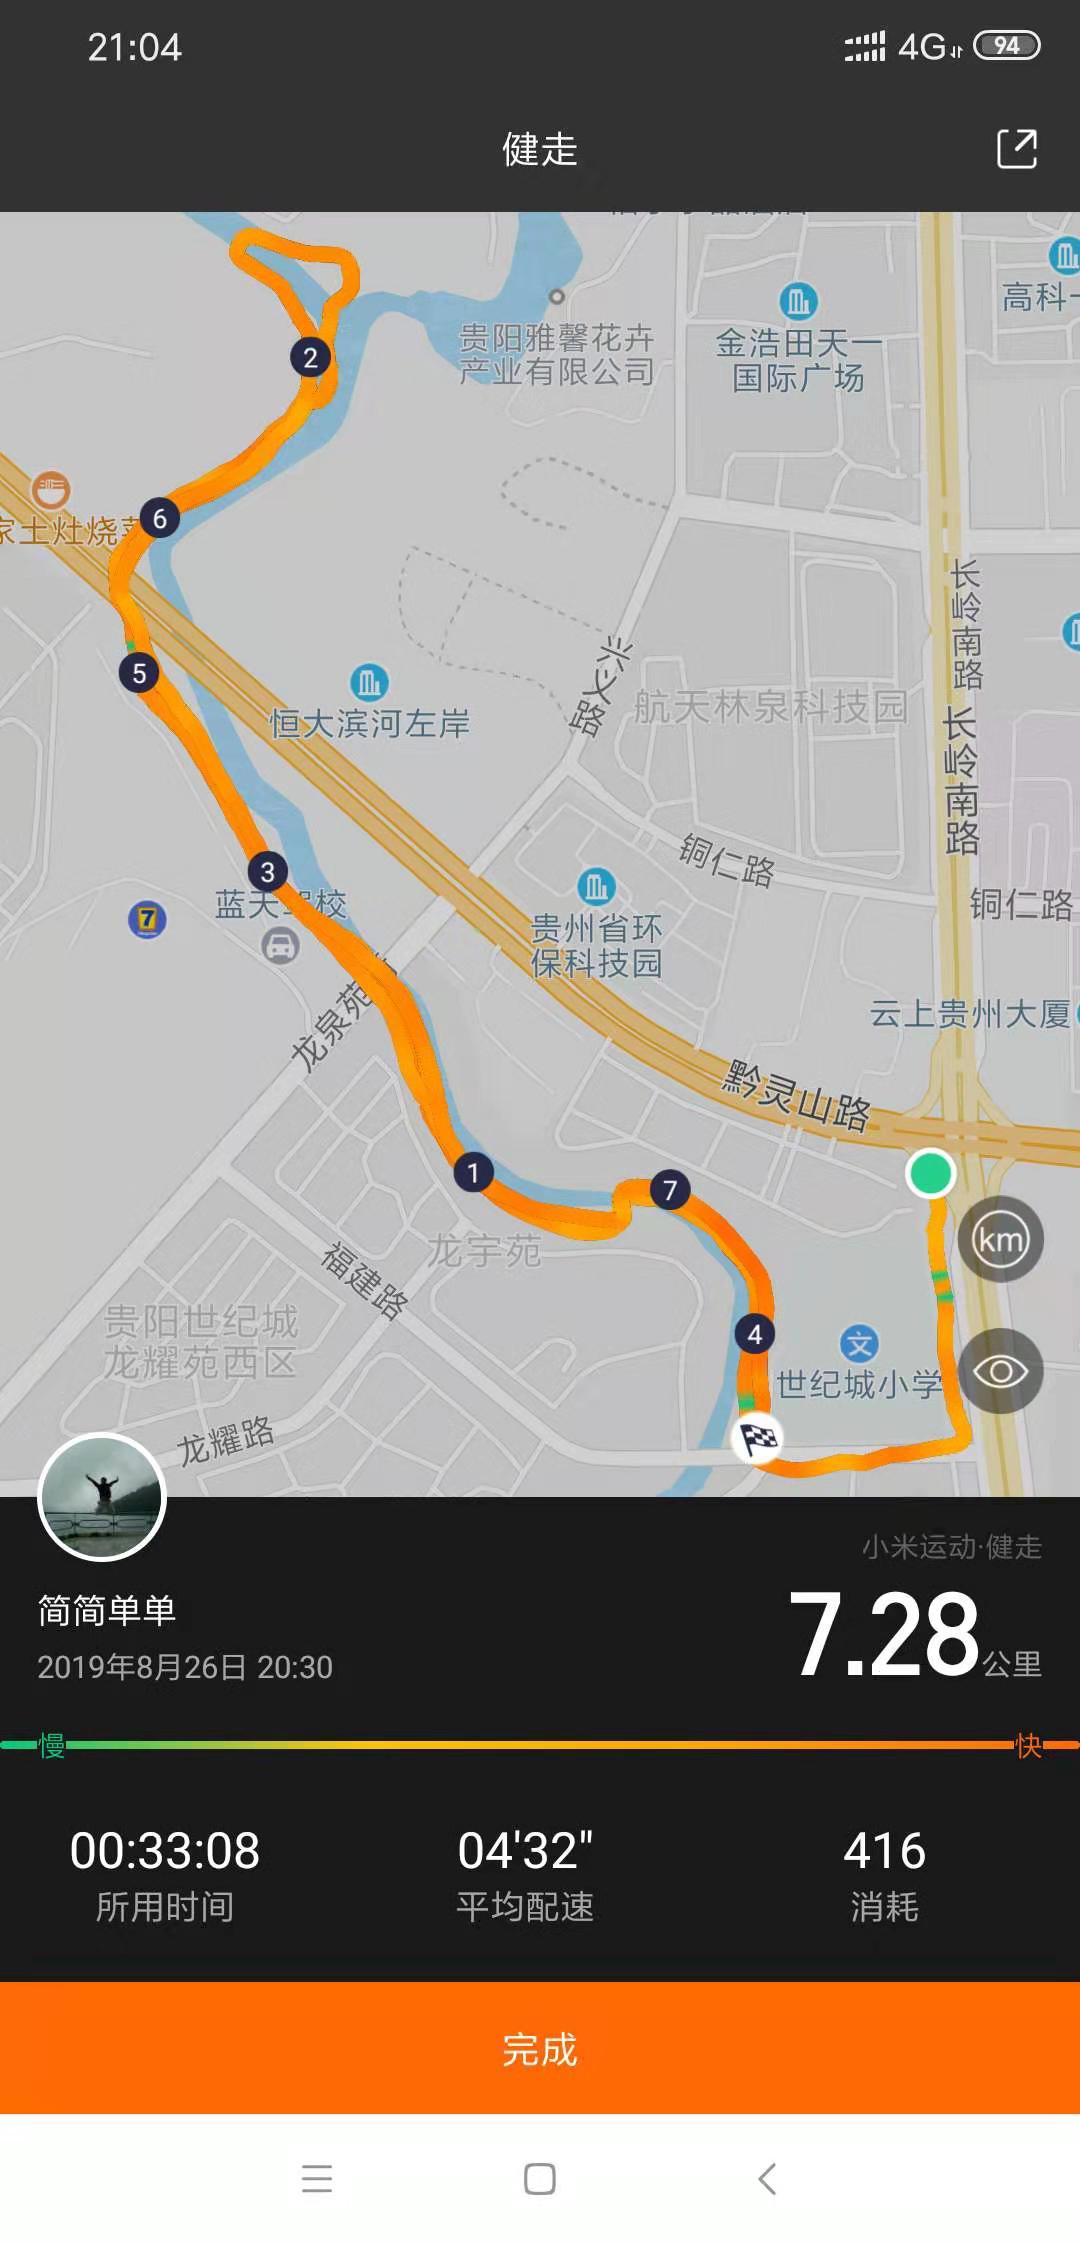 21:04
4G
94
健走
贵阳雅馨花卉
产业有限公司
金浩田天一
国际广场
高科一
2
家土灶烧菜
6
长岭南路
兴义路
航天林泉科技园
5
恒大滨河左岸
长岭南路
铜仁路
3
蓝天驾校
7
贵州省环
保科技园
铜仁路
云上贵州大厦
龙泉苑
黔灵山路
1
7
km
龙宇苑
福建路
贵阳世纪城
龙耀苑西区
4
文
世纪城小学
龙耀路
小米运动·健走
简简单单
7.28公里
2019年8月26日 20:30
慢
快
00:33:08
04'32"
416
所用时间
平均配速
消耗
完成